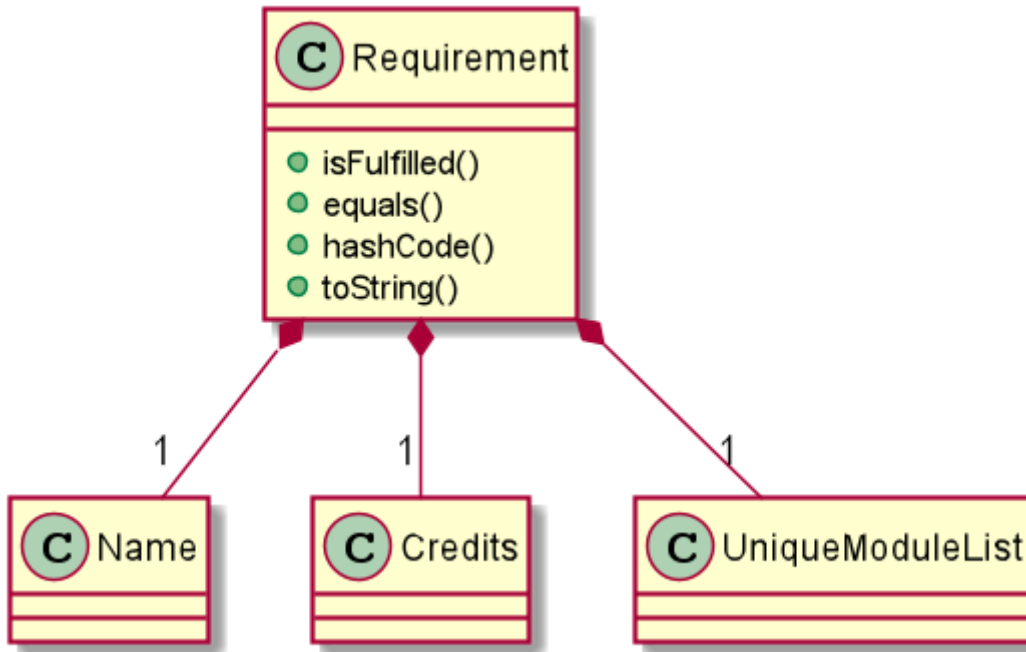 C Requirement
isFulfilled()
equals()
hashCode()
toString()
1
1
1
C Name
C Credits
C UniqueModuleList